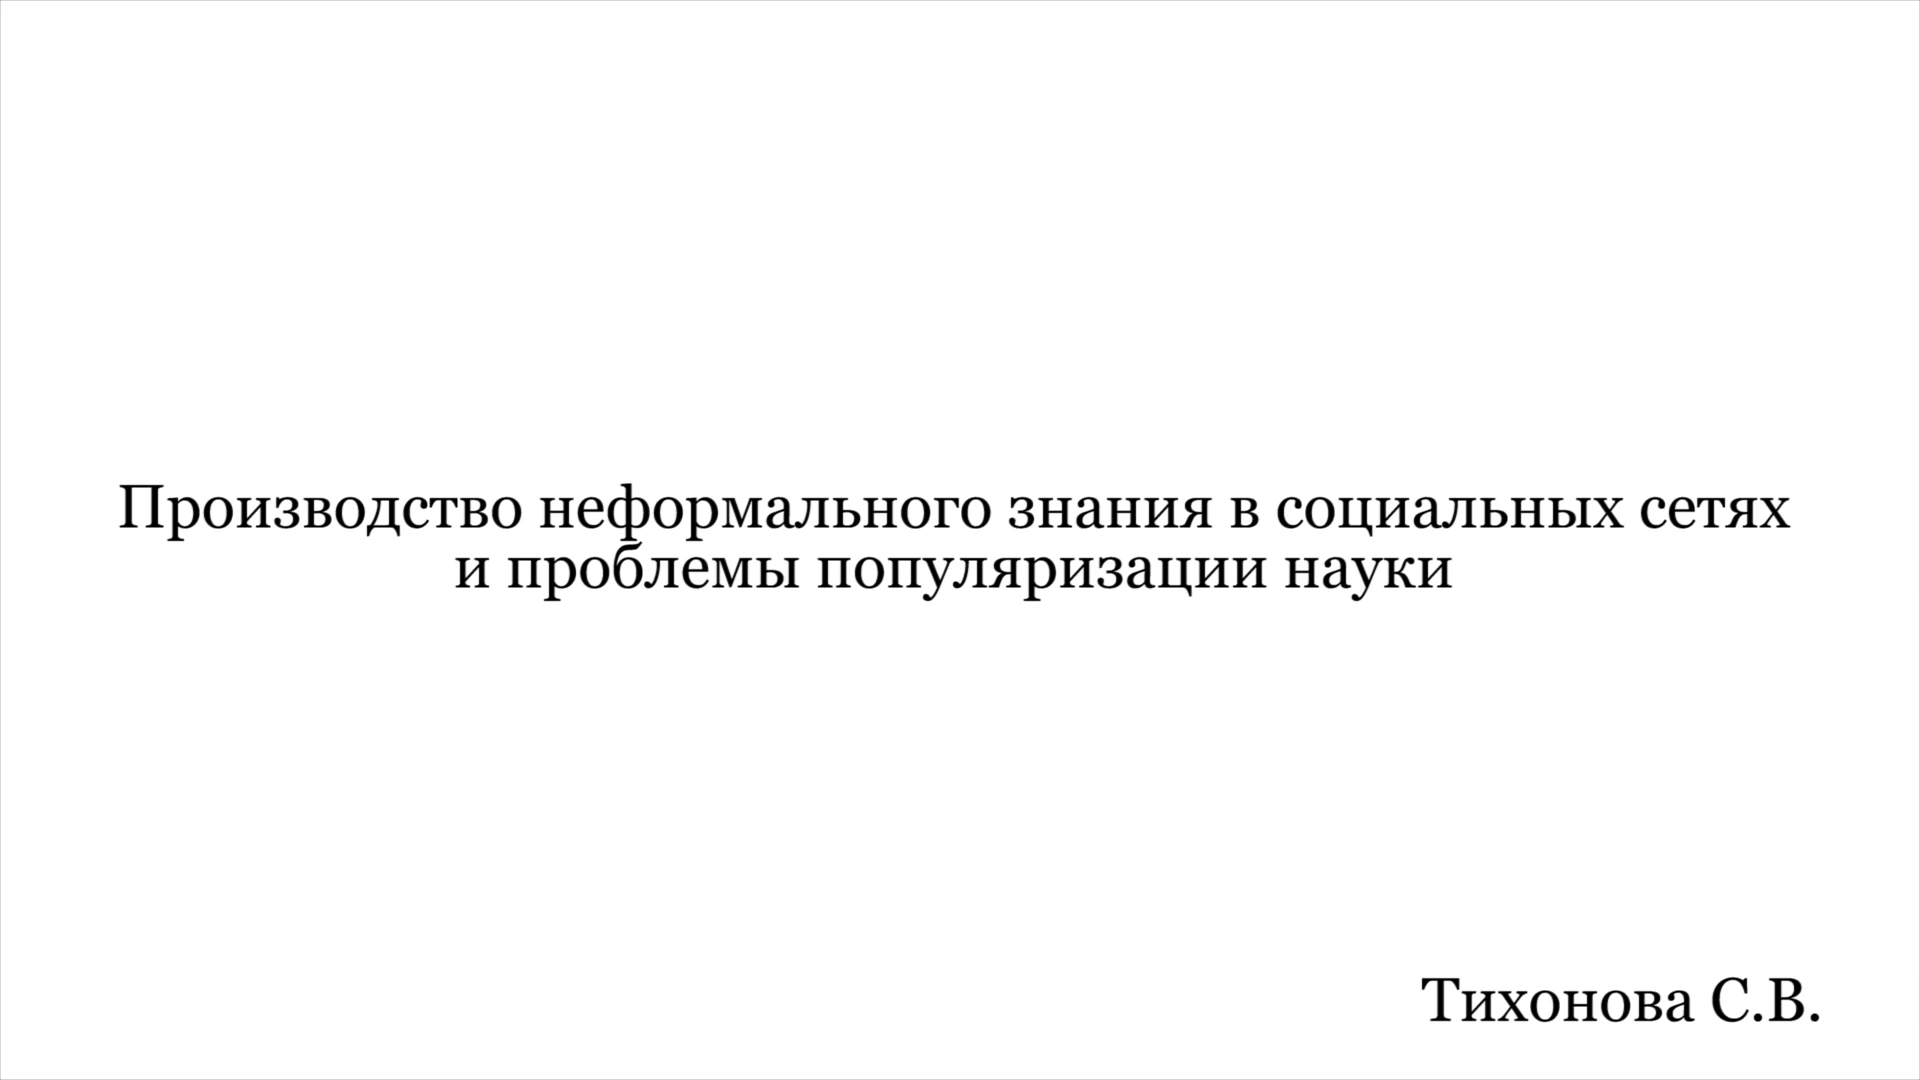 Производство неформального знания в социальных сетях
и проблемы популяризации науки
Тихонова С.В.